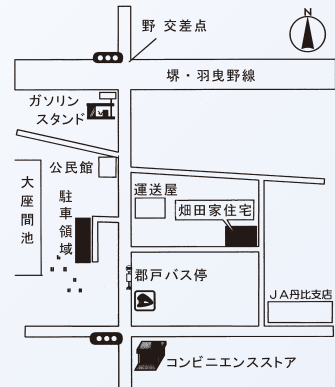 野 交差点
N
堺・羽曳野線
ガソリン
スタンド
公民館
大座間池
駐車領域
運送屋
畑田家住宅
郡戸バス停
JA丹比支店
コンビニエンスストア